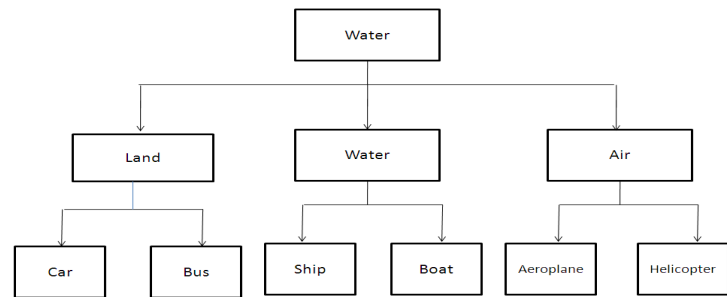 Water
Land
Water
Air
Car
Bus
Ship
Boat
Aeroplane
Helicopter